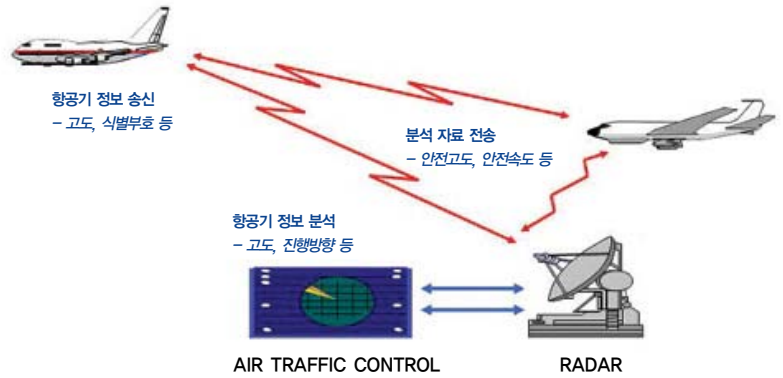 항공기 정보 송신
- 고도, 식별부호 등
분석 자료 전송
- 안전고도, 안전속도 등
항공기 정보 분석
- 고도, 진행방향 등
AIR TRAFFIC CONTROL
RADAR